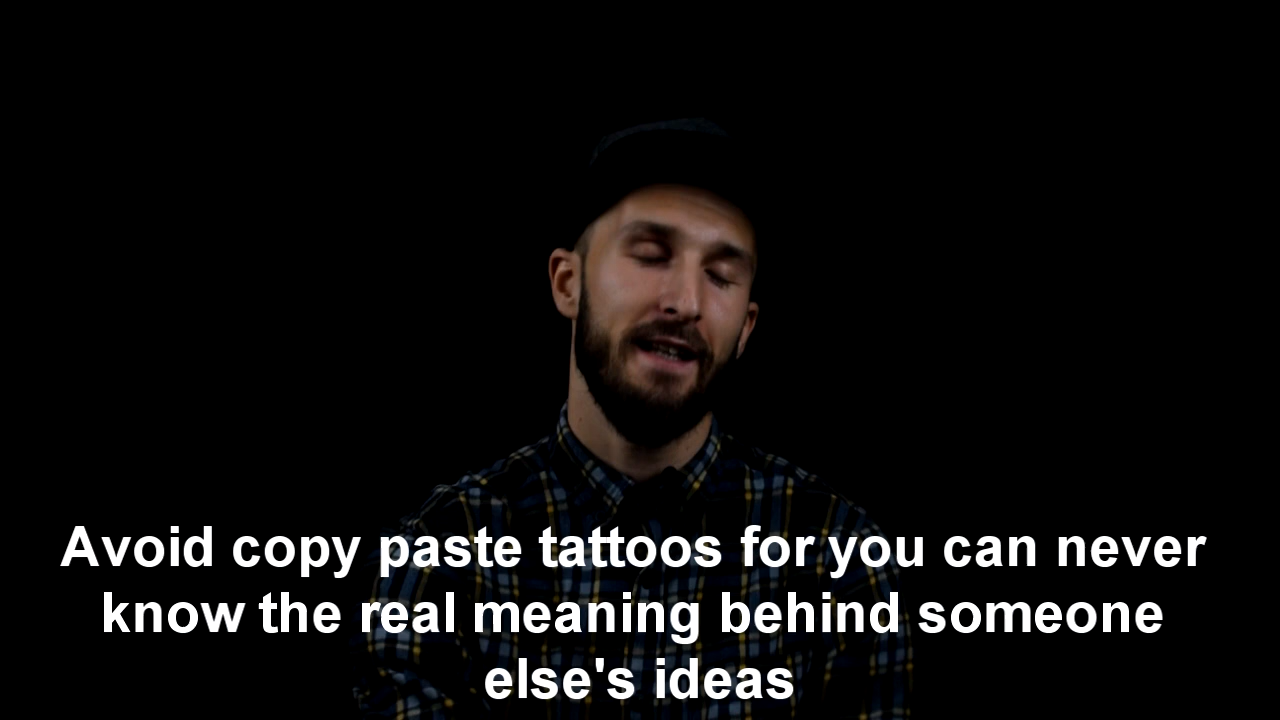 Avoid copy paste tattoos for you can never
know the real meaning behind someone
else's ideas